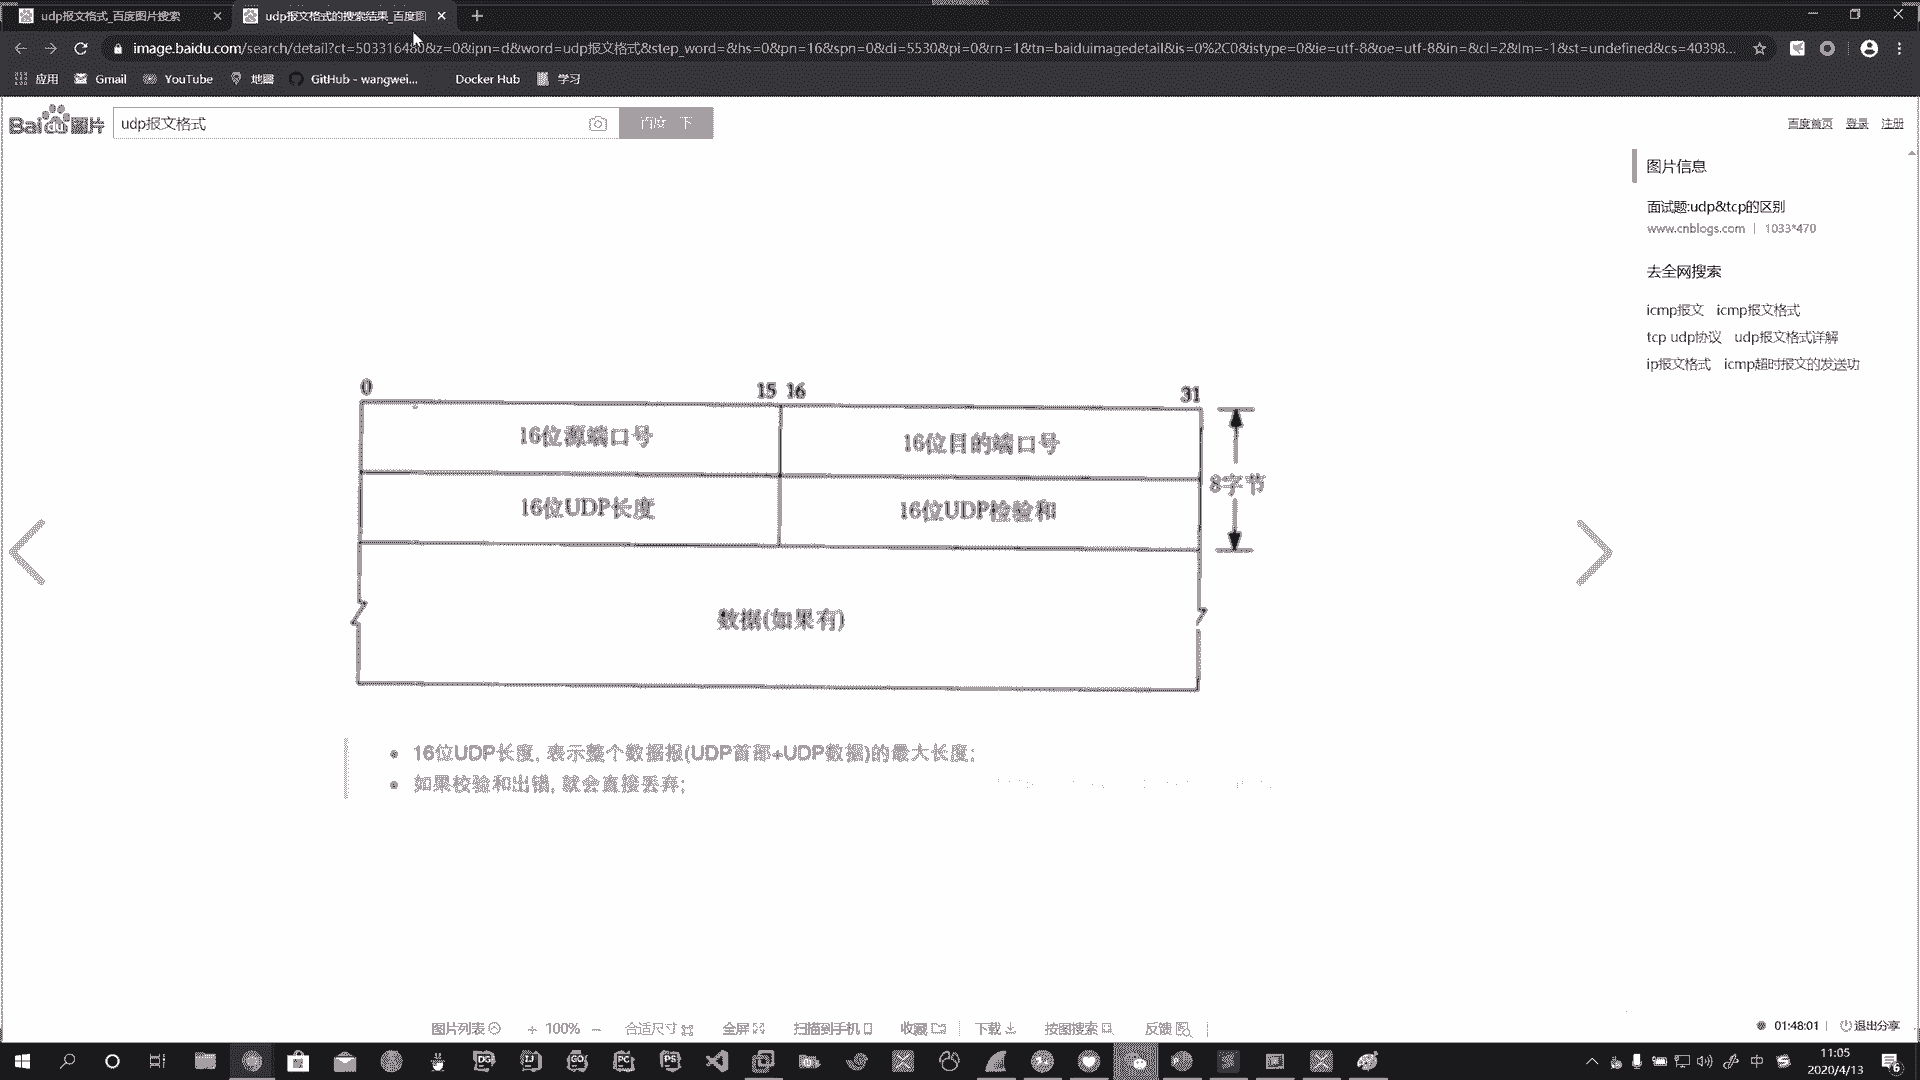 udp报文格式_百度图片搜索
udp报文格式的搜索结果_百度图
image.baidu.com/search/detail?ct=503316480&z=0&ipn=d&word=udp报文格式&step_word=&hs=0&pn=16&spn=0&di=5530&pi=0&rn=1&tn=baiduimagedetail&is=0%2C0&istype=0&ie=utf-8&oe=utf-8&in=&cl=2&lm=-1&st=undefined&cs=40398...
应用 Gmail YouTube 地图 GitHub - wangwei... Docker Hub 学习
Baidu图片 udp报文格式 百度一下 百度首页 登录 注册
图片信息
面试题:udp&tcp的区别
www.cnblogs.com | 1033*470
去全网搜索
icmp报文 icmp报文格式
tcp udp协议 udp报文格式详解
ip报文格式 icmp超时报文的发送功
0 15 16 31
16位源端口号 16位目的端口号
8字节
16位UDP长度 16位UDP检验和
数据(如果有)
16位UDP长度, 表示整个数据报(UDP首部+UDP数据)的最大长度;
如果校验和出错, 就会直接丢弃;
图片列表 + 100% − 合适尺寸 全屏 扫描到手机 收藏 下载 按图搜索 反馈
01:48:01 退出分享
DG IJ GO PC PS 中 11:05
2020/4/13 6